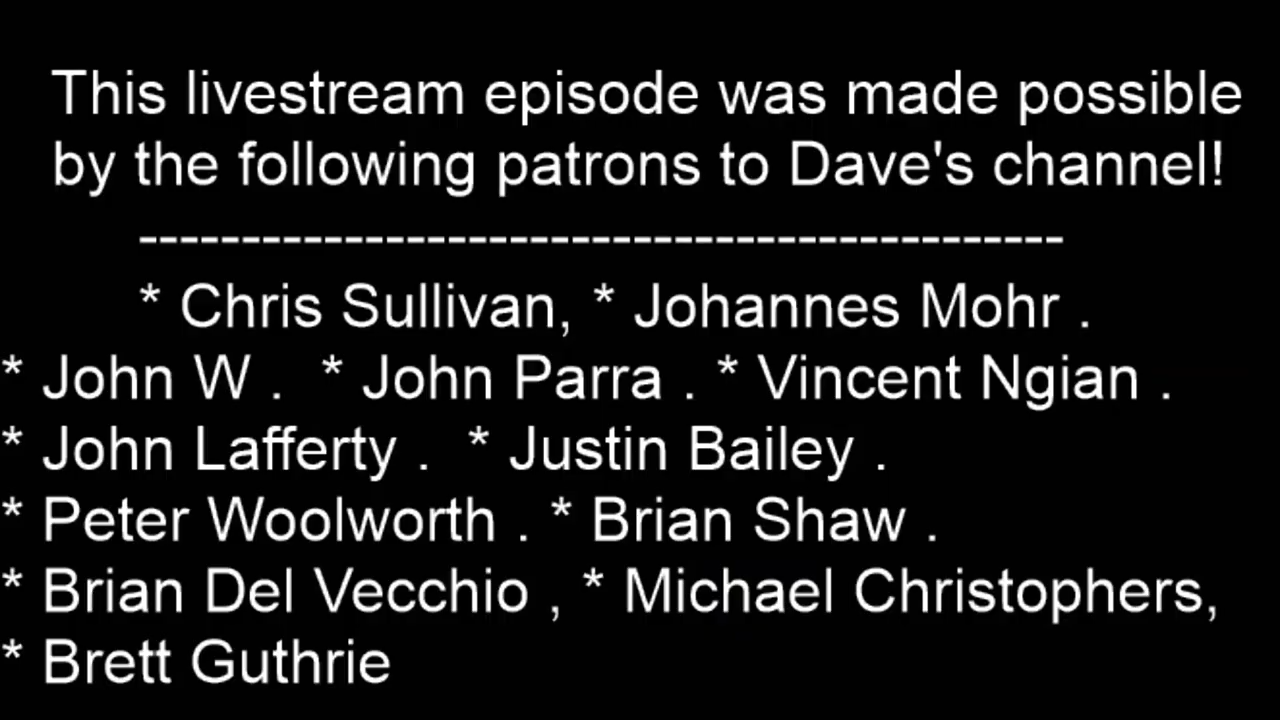 This livestream episode was made possible
by the following patrons to Dave's channel!
---------------------------------------------
* Chris Sullivan, * Johannes Mohr .
* John W .  * John Parra . * Vincent Ngian .
* John Lafferty .  * Justin Bailey .
* Peter Woolworth . * Brian Shaw .
* Brian Del Vecchio , * Michael Christophers,
* Brett Guthrie